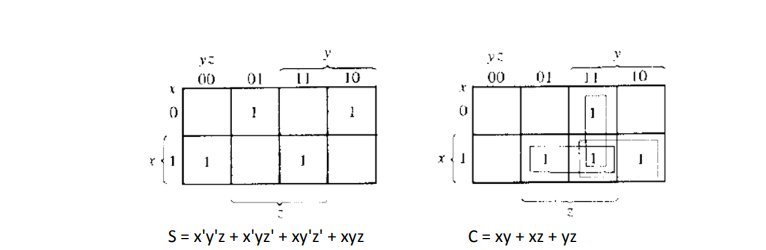 y y
yz yz
00 01 11 10 00 01 11 10
x x
0 1 1 0 1
x 1 1 1 x 1 1 1 1
z z
S = x'y'z + x'yz' + xy'z' + xyz C = xy + xz + yz